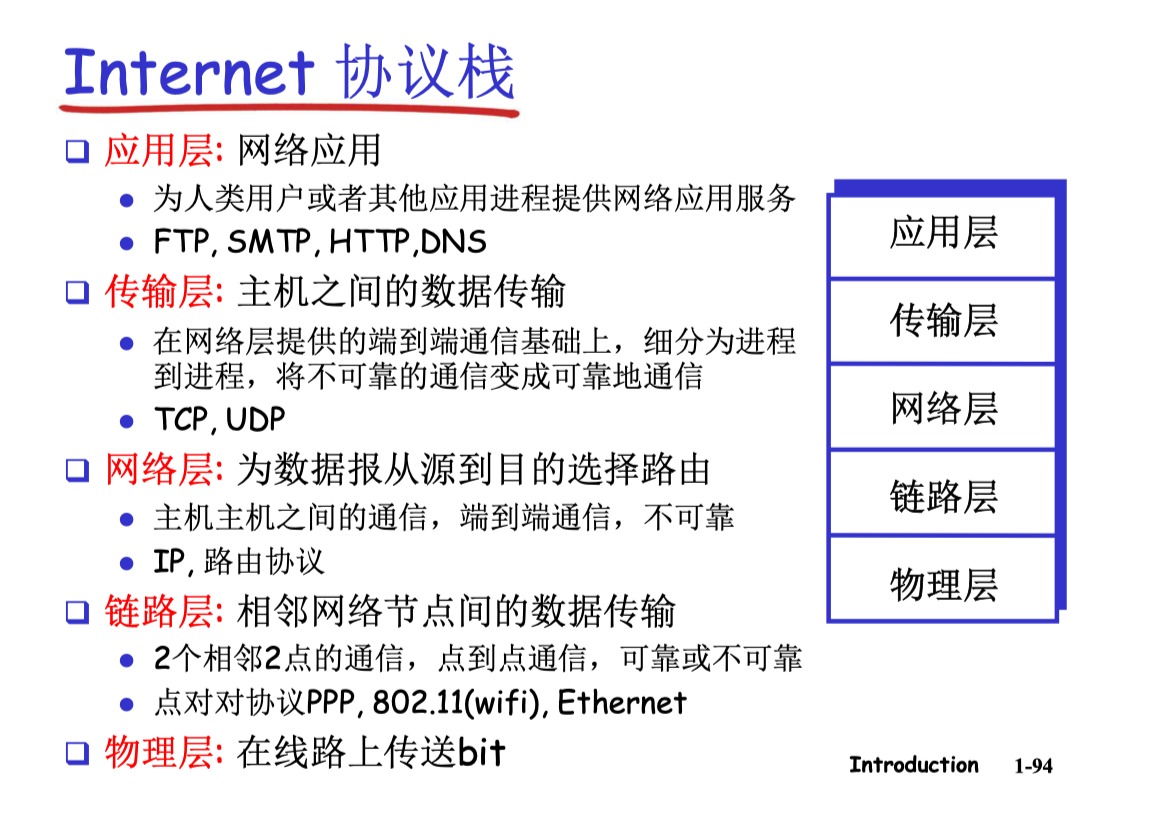 Internet 协议栈
应用层: 网络应用
为人类用户或者其他应用进程提供网络应用服务
FTP, SMTP, HTTP,DNS
传输层: 主机之间的数据传输
在网络层提供的端到端通信基础上，细分为进程
到进程，将不可靠的通信变成可靠地通信
TCP, UDP
网络层: 为数据报从源到目的选择路由
主机主机之间的通信，端到端通信，不可靠
IP, 路由协议
链路层: 相邻网络节点间的数据传输
2个相邻2点的通信，点到点通信，可靠或不可靠
点对对协议PPP, 802.11(wifi), Ethernet
物理层: 在线路上传送bit
应用层
传输层
网络层
链路层
物理层
Introduction 1-94